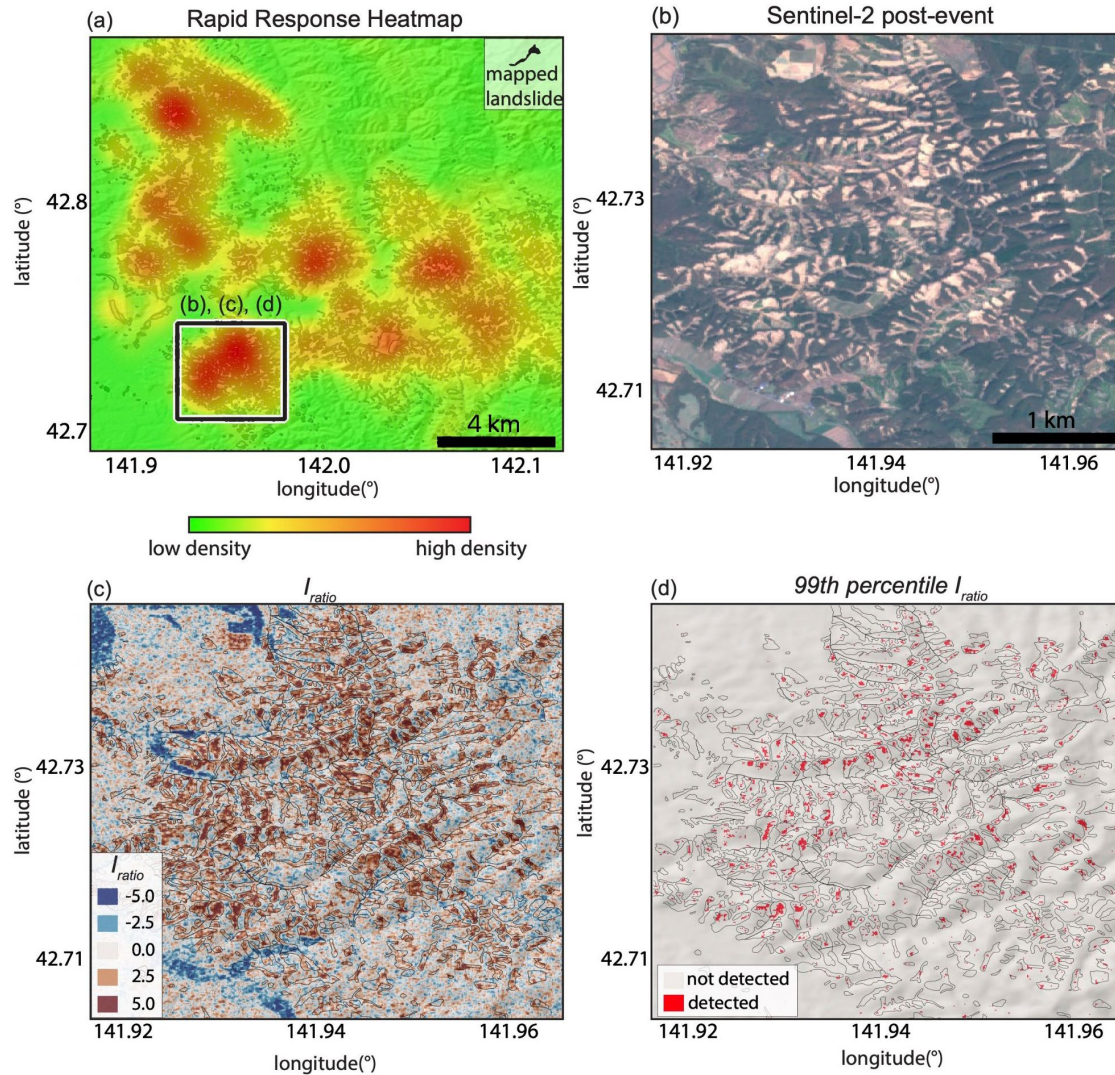 (a) Rapid Response Heatmap
mapped
landslide
latitude (°)
42.8
42.7
(b), (c), (d)
4 km
141.9 142.0 142.1
longitude(°)
low density high density
(b) Sentinel-2 post-event
latitude (°)
42.73
42.71
1 km
141.92 141.94 141.96
longitude(°)
(c) I_ratio
latitude (°)
42.73
42.71
I_ratio
-5.0
-2.5
0.0
2.5
5.0
141.92 141.94 141.96
longitude(°)
(d) 99th percentile I_ratio
latitude (°)
42.73
42.71
not detected
detected
141.92 141.94 141.96
longitude(°)